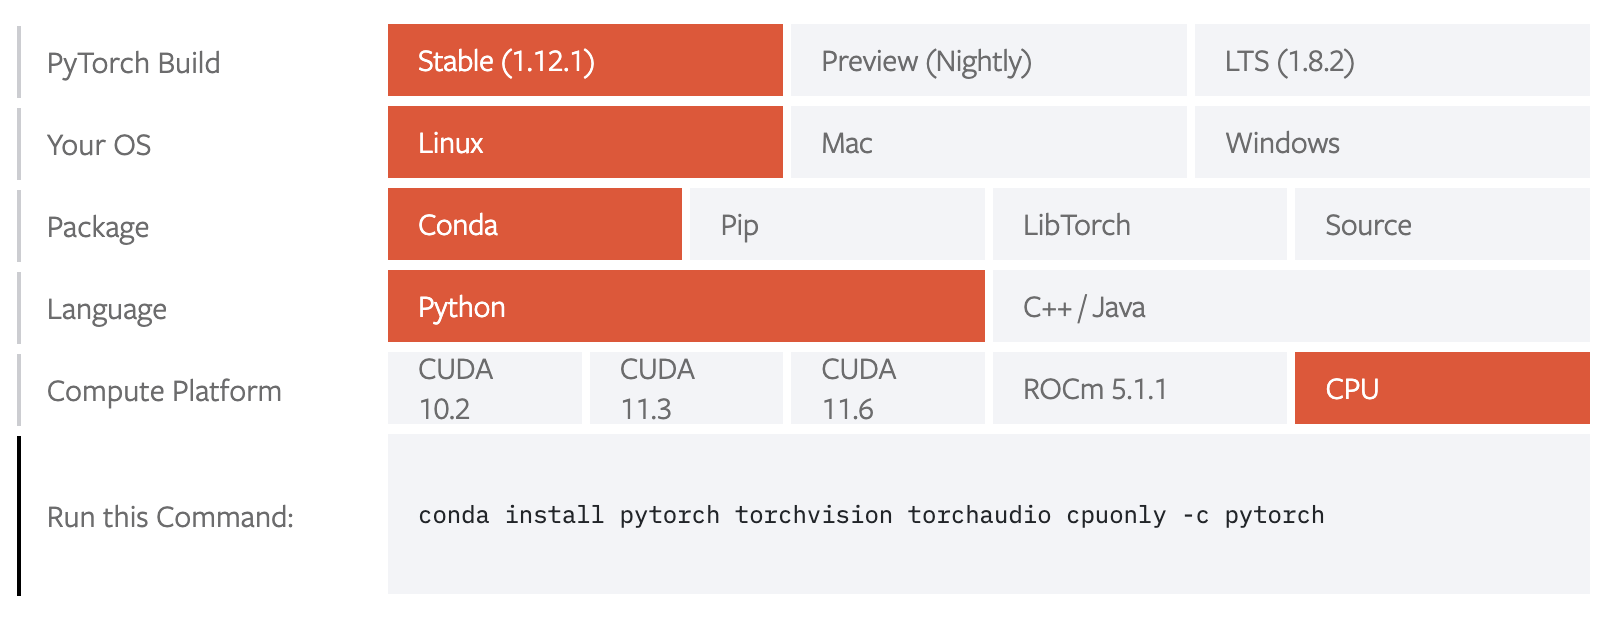 PyTorch Build
Stable (1.12.1)
Preview (Nightly)
LTS (1.8.2)
Your OS
Linux
Mac
Windows
Package
Conda
Pip
LibTorch
Source
Language
Python
C++ / Java
Compute Platform
CUDA
10.2
CUDA
11.3
CUDA
11.6
ROCm 5.1.1
CPU
Run this Command:
conda install pytorch torchvision torchaudio cpuonly -c pytorch